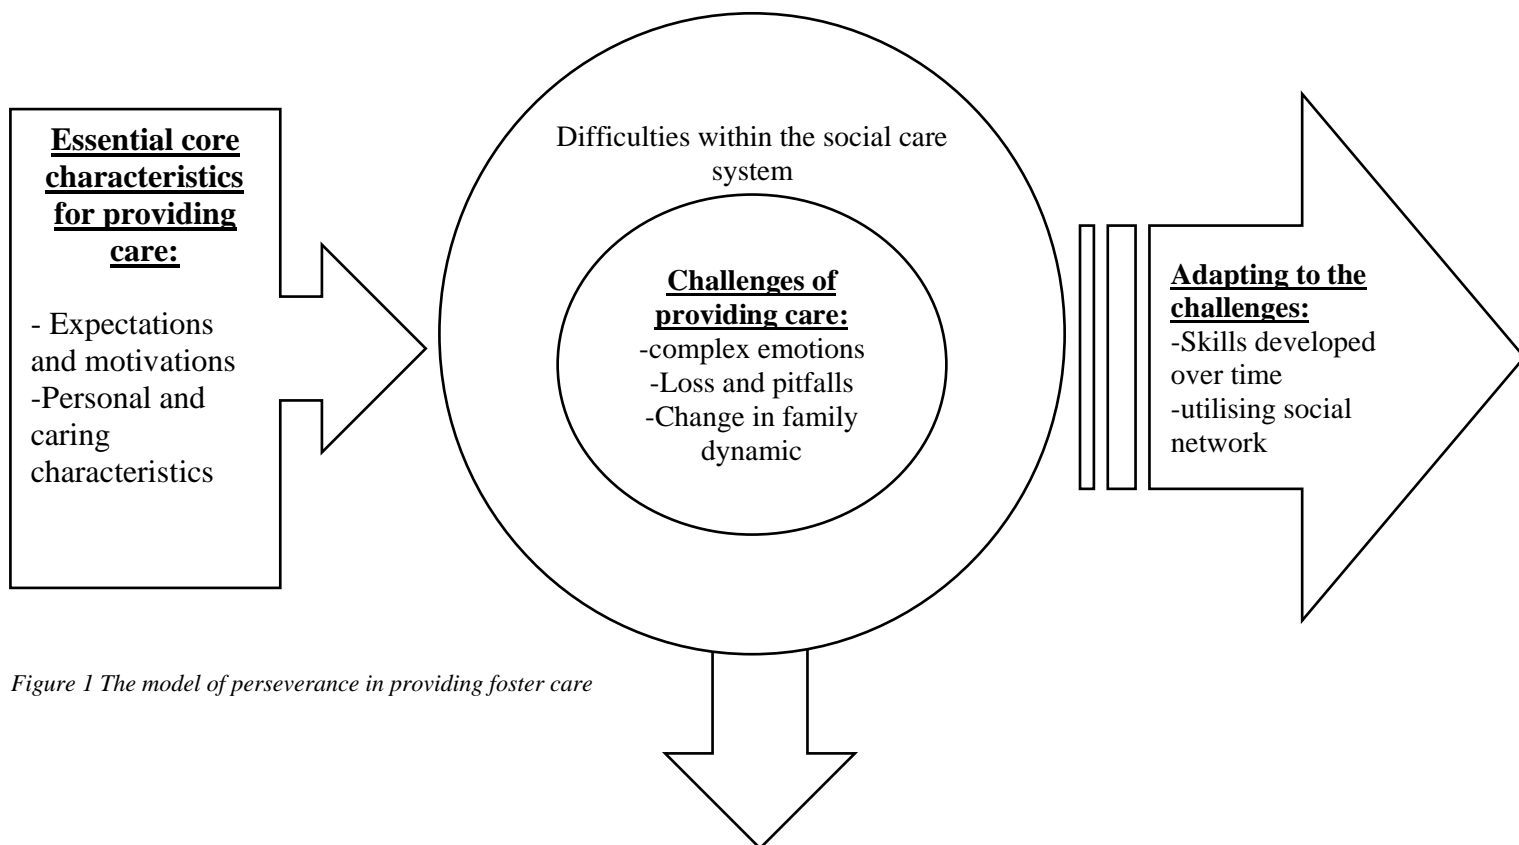 Essential core
characteristics
for providing
care:
- Expectations
and motivations
-Personal and
caring
characteristics
Difficulties within the social care
system
Challenges of
providing care:
-complex emotions
-Loss and pitfalls
-Change in family
dynamic
Adapting to the
challenges:
-Skills developed
over time
-utilising social
network
Figure 1 The model of perseverance in providing foster care